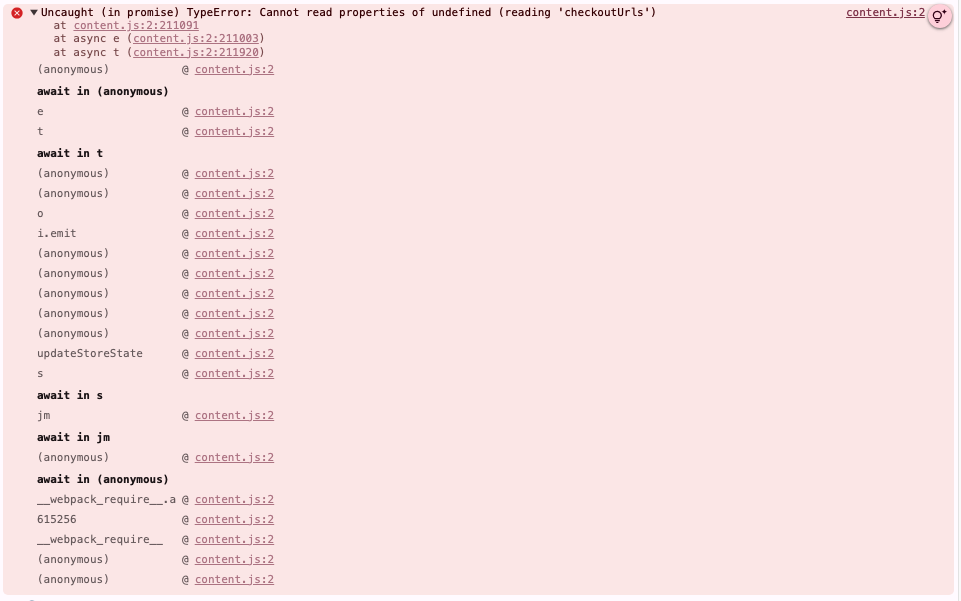 Uncaught (in promise) TypeError: Cannot read properties of undefined (reading 'checkoutUrls') content.js:2
at content.js:2:211091
at async e (content.js:2:211003)
at async t (content.js:2:211920)
(anonymous) @ content.js:2
await in (anonymous)
e @ content.js:2
t @ content.js:2
await in t
(anonymous) @ content.js:2
(anonymous) @ content.js:2
o @ content.js:2
i.emit @ content.js:2
(anonymous) @ content.js:2
(anonymous) @ content.js:2
(anonymous) @ content.js:2
(anonymous) @ content.js:2
(anonymous) @ content.js:2
updateStoreState @ content.js:2
s @ content.js:2
await in s
jm @ content.js:2
await in jm
(anonymous) @ content.js:2
await in (anonymous)
__webpack_require__.a @ content.js:2
615256 @ content.js:2
__webpack_require__ @ content.js:2
(anonymous) @ content.js:2
(anonymous) @ content.js:2